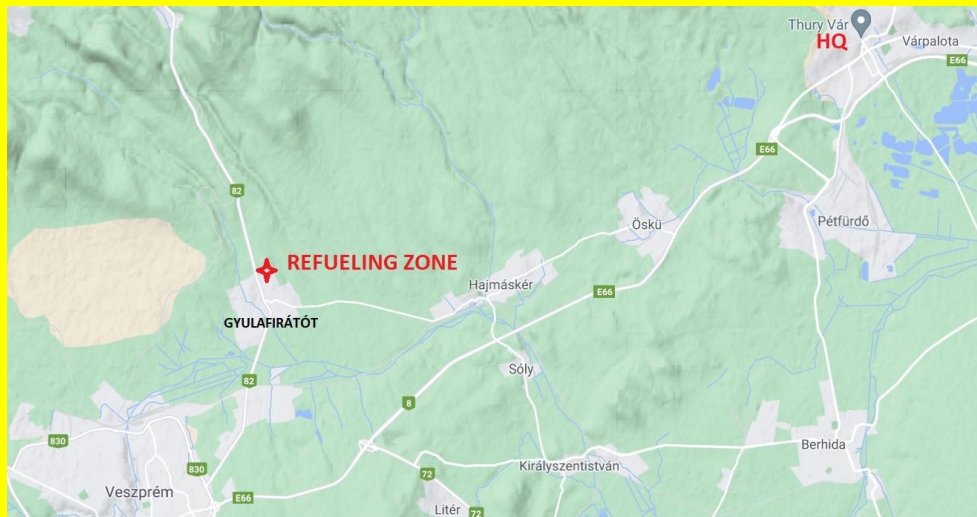 Thury Vár
HQ
Várpalota
E66
E66
82
Öskü
Pétfürdő
REFUELING ZONE
Hajmáskér
E66
GYULAFIRÁTÓT
Sóly
82
8
830
Berhida
830
72
Királyszentistván
Veszprém
E66
Litér
72